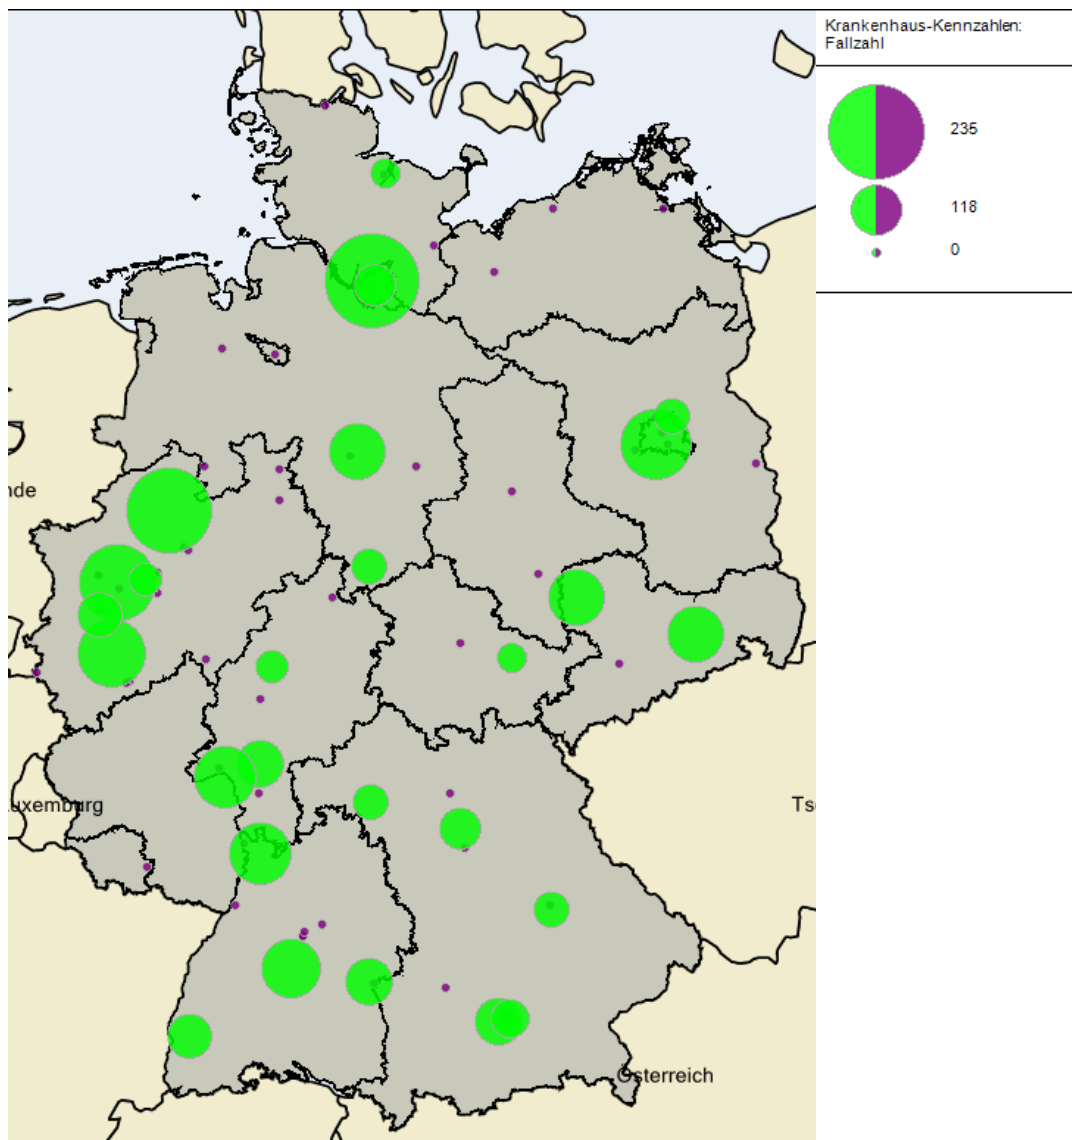 Krankenhaus-Kennzahlen:
Fallzahl
235
118
0
nde
uxemburg
Ts
Österreich